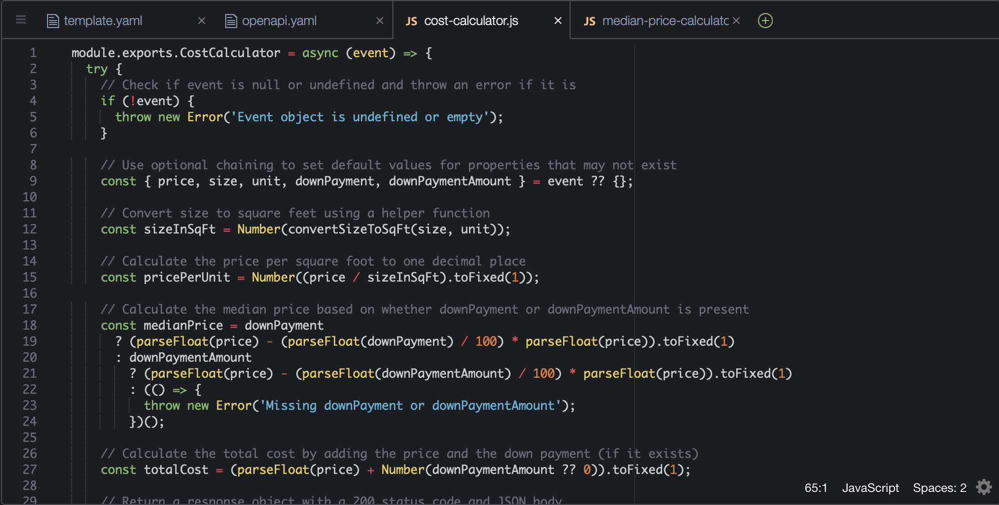 template.yaml × openapi.yaml × JS cost-calculator.js × JS median-price-calculatc ×
1 module.exports.CostCalculator = async (event) => {
2 try {
3 // Check if event is null or undefined and throw an error if it is
4 if (!event) {
5 throw new Error('Event object is undefined or empty');
6 }
7
8 // Use optional chaining to set default values for properties that may not exist
9 const { price, size, unit, downPayment, downPaymentAmount } = event ?? {};
10
11 // Convert size to square feet using a helper function
12 const sizeInSqFt = Number(convertSizeToSqFt(size, unit));
13
14 // Calculate the price per square foot to one decimal place
15 const pricePerUnit = Number((price / sizeInSqFt).toFixed(1));
16
17 // Calculate the median price based on whether downPayment or downPaymentAmount is present
18 const medianPrice = downPayment
19 ? (parseFloat(price) - (parseFloat(downPayment) / 100) * parseFloat(price)).toFixed(1)
20 : downPaymentAmount
21 ? (parseFloat(price) - (parseFloat(downPaymentAmount) / 100) * parseFloat(price)).toFixed(1)
22 : (() => {
23 throw new Error('Missing downPayment or downPaymentAmount');
24 })();
25
26 // Calculate the total cost by adding the price and the down payment (if it exists)
27 const totalCost = (parseFloat(price) + Number(downPaymentAmount ?? 0)).toFixed(1);
28
29 // Return a response object with a 200 status code and JSON body
65:1 JavaScript Spaces: 2